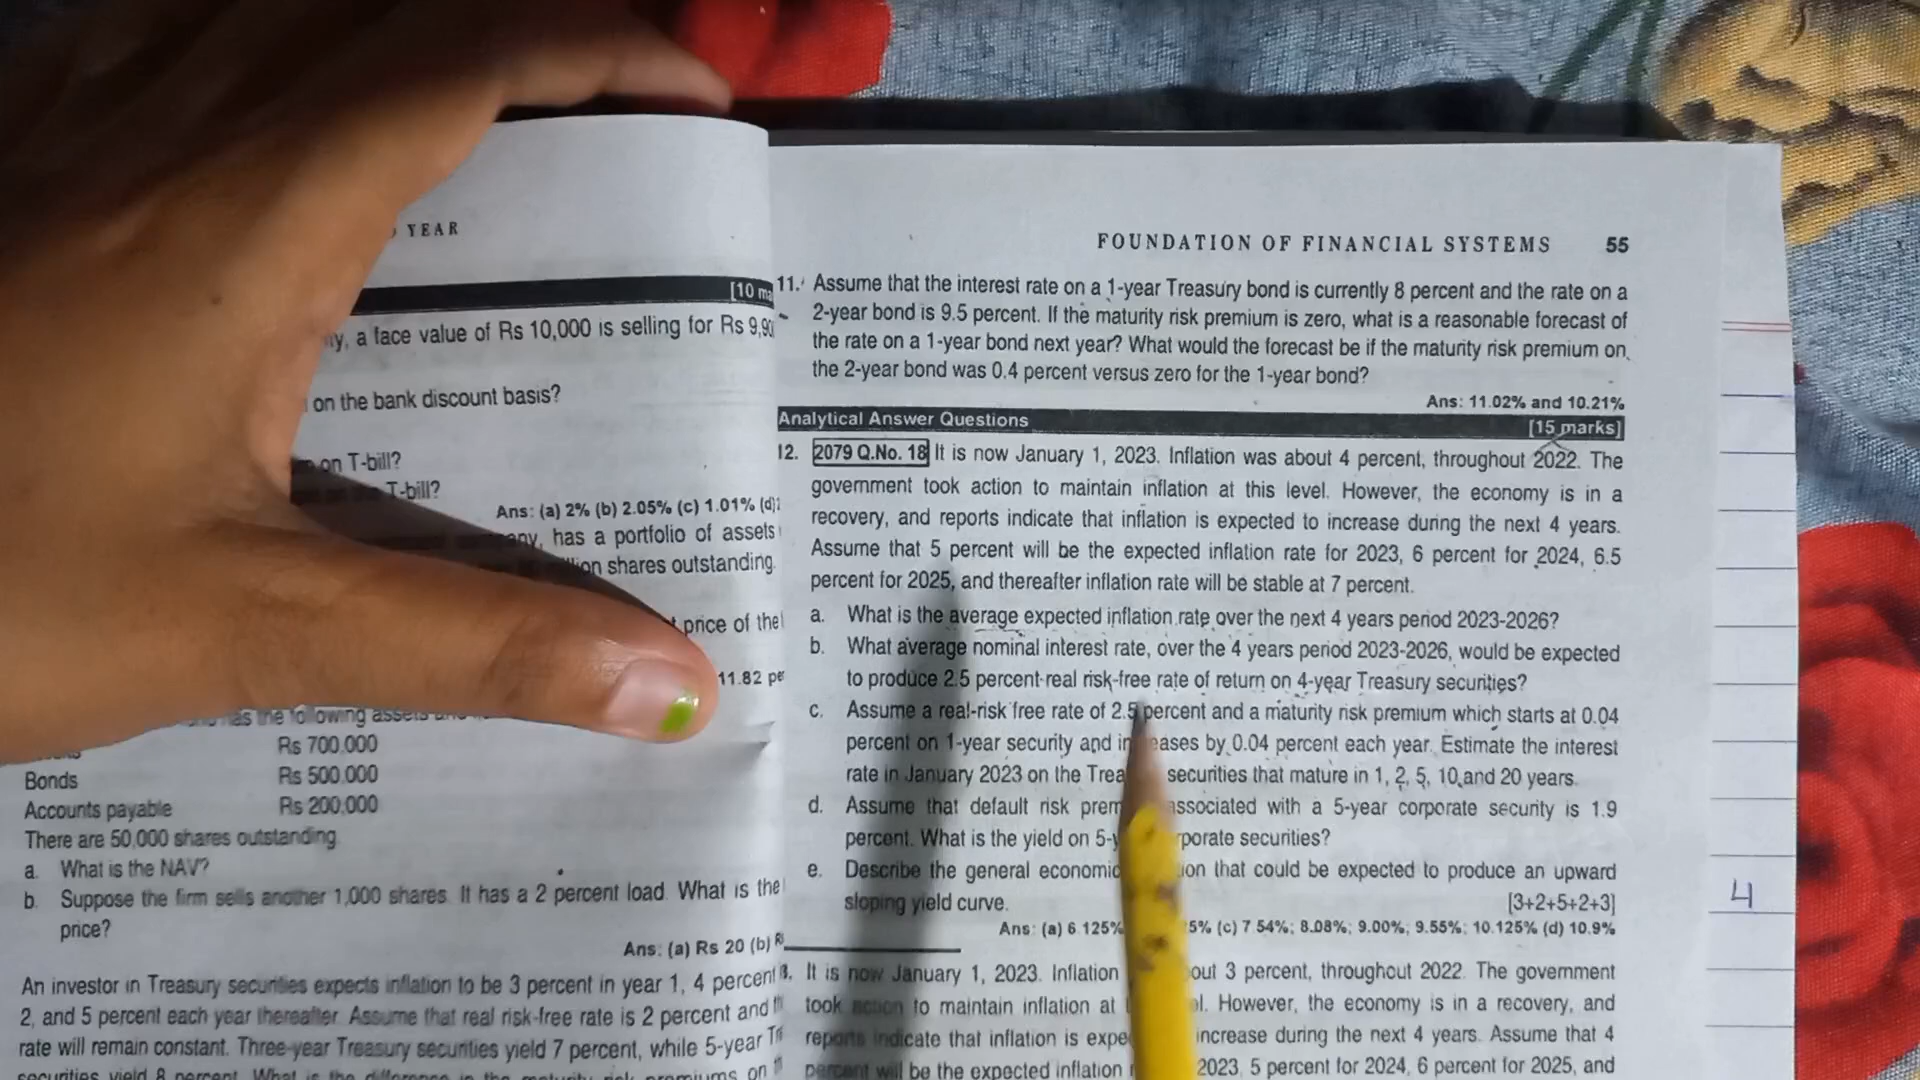 YEAR
[10 ma
a face value of Rs 10,000 is selling for Rs 9,90
on the bank discount basis?
on T-bill?
T-bill?
Ans: (a) 2% (b) 2.05% (c) 1.01% (d)
has a portfolio of assets
shares outstanding.
price of the
11.82 pe
has the following assets
Rs 700.000
Bonds Rs 500.000
Accounts payable Rs 200.000
There are 50,000 shares outstanding.
a. What is the NAV?
b. Suppose the firm sells another 1,000 shares. It has a 2 percent load. What is the
price?
Ans: (a) Rs 20 (b) R
An investor in Treasury securities expects inflation to be 3 percent in year 1, 4 percent
2, and 5 percent each year thereafter. Assume that real risk-free rate is 2 percent and
rate will remain constant. Three-year Treasury securities yield 7 percent, while 5-year
securities yield 8 percent. What is the difference in the maturity risk premiums on
FOUNDATION OF FINANCIAL SYSTEMS 55
11. Assume that the interest rate on a 1-year Treasury bond is currently 8 percent and the rate on a
2-year bond is 9.5 percent. If the maturity risk premium is zero, what is a reasonable forecast of
the rate on a 1-year bond next year? What would the forecast be if the maturity risk premium on
the 2-year bond was 0.4 percent versus zero for the 1-year bond?
Ans: 11.02% and 10.21%
Analytical Answer Questions [15 marks]
12. 2079 Q.No. 18 It is now January 1, 2023. Inflation was about 4 percent, throughout 2022. The
government took action to maintain inflation at this level. However, the economy is in a
recovery, and reports indicate that inflation is expected to increase during the next 4 years.
Assume that 5 percent will be the expected inflation rate for 2023, 6 percent for 2024, 6.5
percent for 2025, and thereafter inflation rate will be stable at 7 percent.
a. What is the average expected inflation rate over the next 4 years period 2023-2026?
b. What average nominal interest rate, over the 4 years period 2023-2026, would be expected
to produce 2.5 percent real risk-free rate of return on 4-year Treasury securities?
c. Assume a real-risk free rate of 2.5 percent and a maturity risk premium which starts at 0.04
percent on 1-year security and increases by 0.04 percent each year. Estimate the interest
rate in January 2023 on the Trea securities that mature in 1, 2, 5, 10 and 20 years.
d. Assume that default risk prem associated with a 5-year corporate security is 1.9
percent. What is the yield on 5-y rporate securities?
e. Describe the general economic ion that could be expected to produce an upward
sloping yield curve. [3+2+5+2+3]
Ans: (a) 6.125% 5% (c) 7.54%; 8.08%; 9.00%; 9.55%; 10.125% (d) 10.9%
4
It is now January 1, 2023. Inflation out 3 percent, throughout 2022. The government
took action to maintain inflation at l. However, the economy is in a recovery, and
reports indicate that inflation is expe increase during the next 4 years. Assume that 4
percent will be the expected inflation 2023, 5 percent for 2024, 6 percent for 2025, and